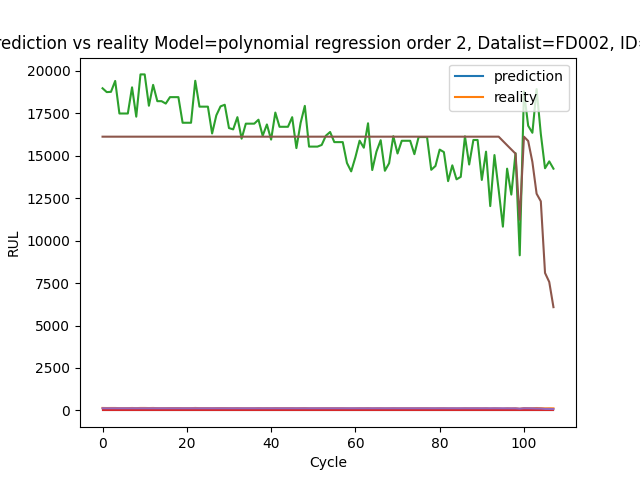 rediction vs reality Model=polynomial regression order 2, Datalist=FD002, ID=
20000
17500
15000
12500
10000
7500
5000
2500
0
RUL
prediction
reality
0 20 40 60 80 100
Cycle